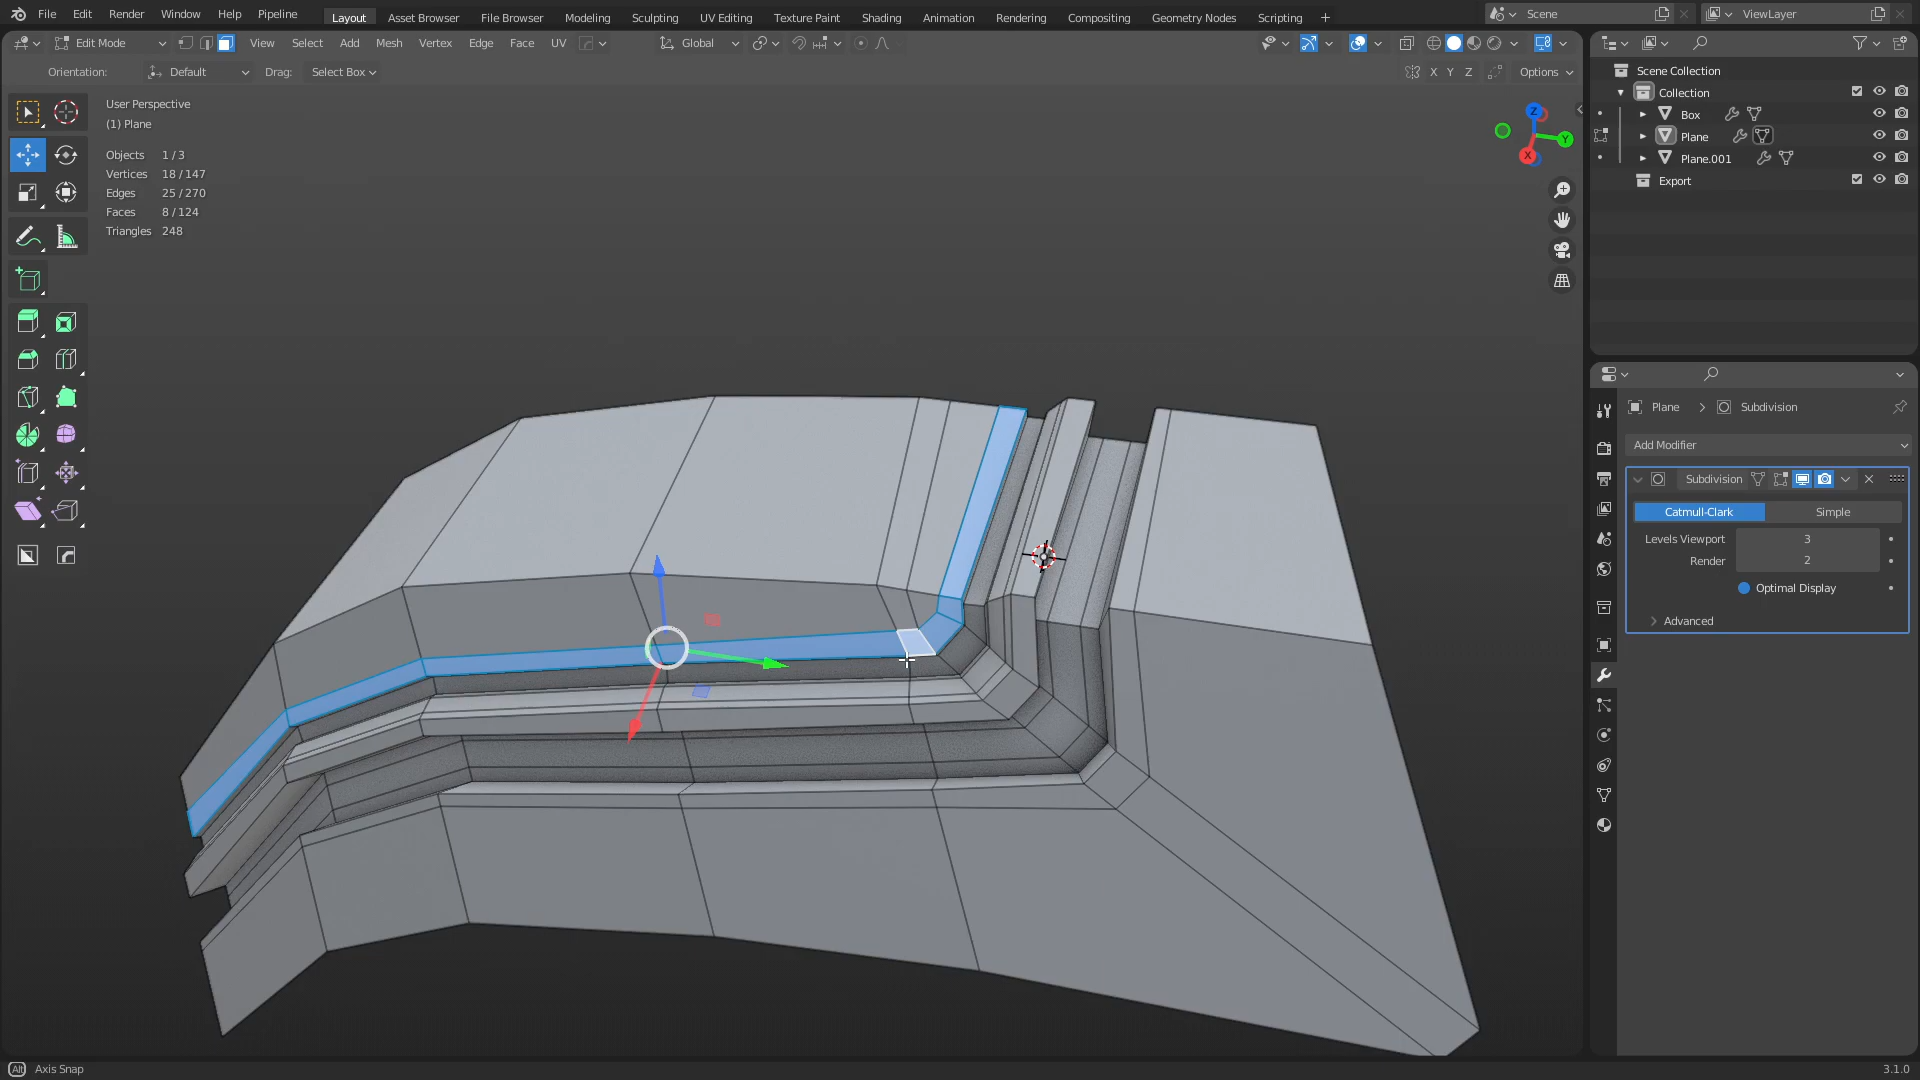 File Edit Render Window Help Pipeline Layout Asset Browser File Browser Modeling Sculpting UV Editing Texture Paint Shading Animation Rendering Compositing Geometry Nodes Scripting + Scene ViewLayer
Edit Mode View Select Add Mesh Vertex Edge Face UV Global
Orientation: Default Drag: Select Box X Y Z Options
User Perspective
(1) Plane
Objects 1 / 3
Vertices 18 / 147
Edges 25 / 270
Faces 8 / 124
Triangles 248
Z
Y
X
Scene Collection
Collection
Box
Plane
Plane.001
Export
Plane Subdivision
Add Modifier
Subdivision
Catmull-Clark Simple
Levels Viewport 3
Render 2
Optimal Display
Advanced
Alt Axis Snap 3.1.0